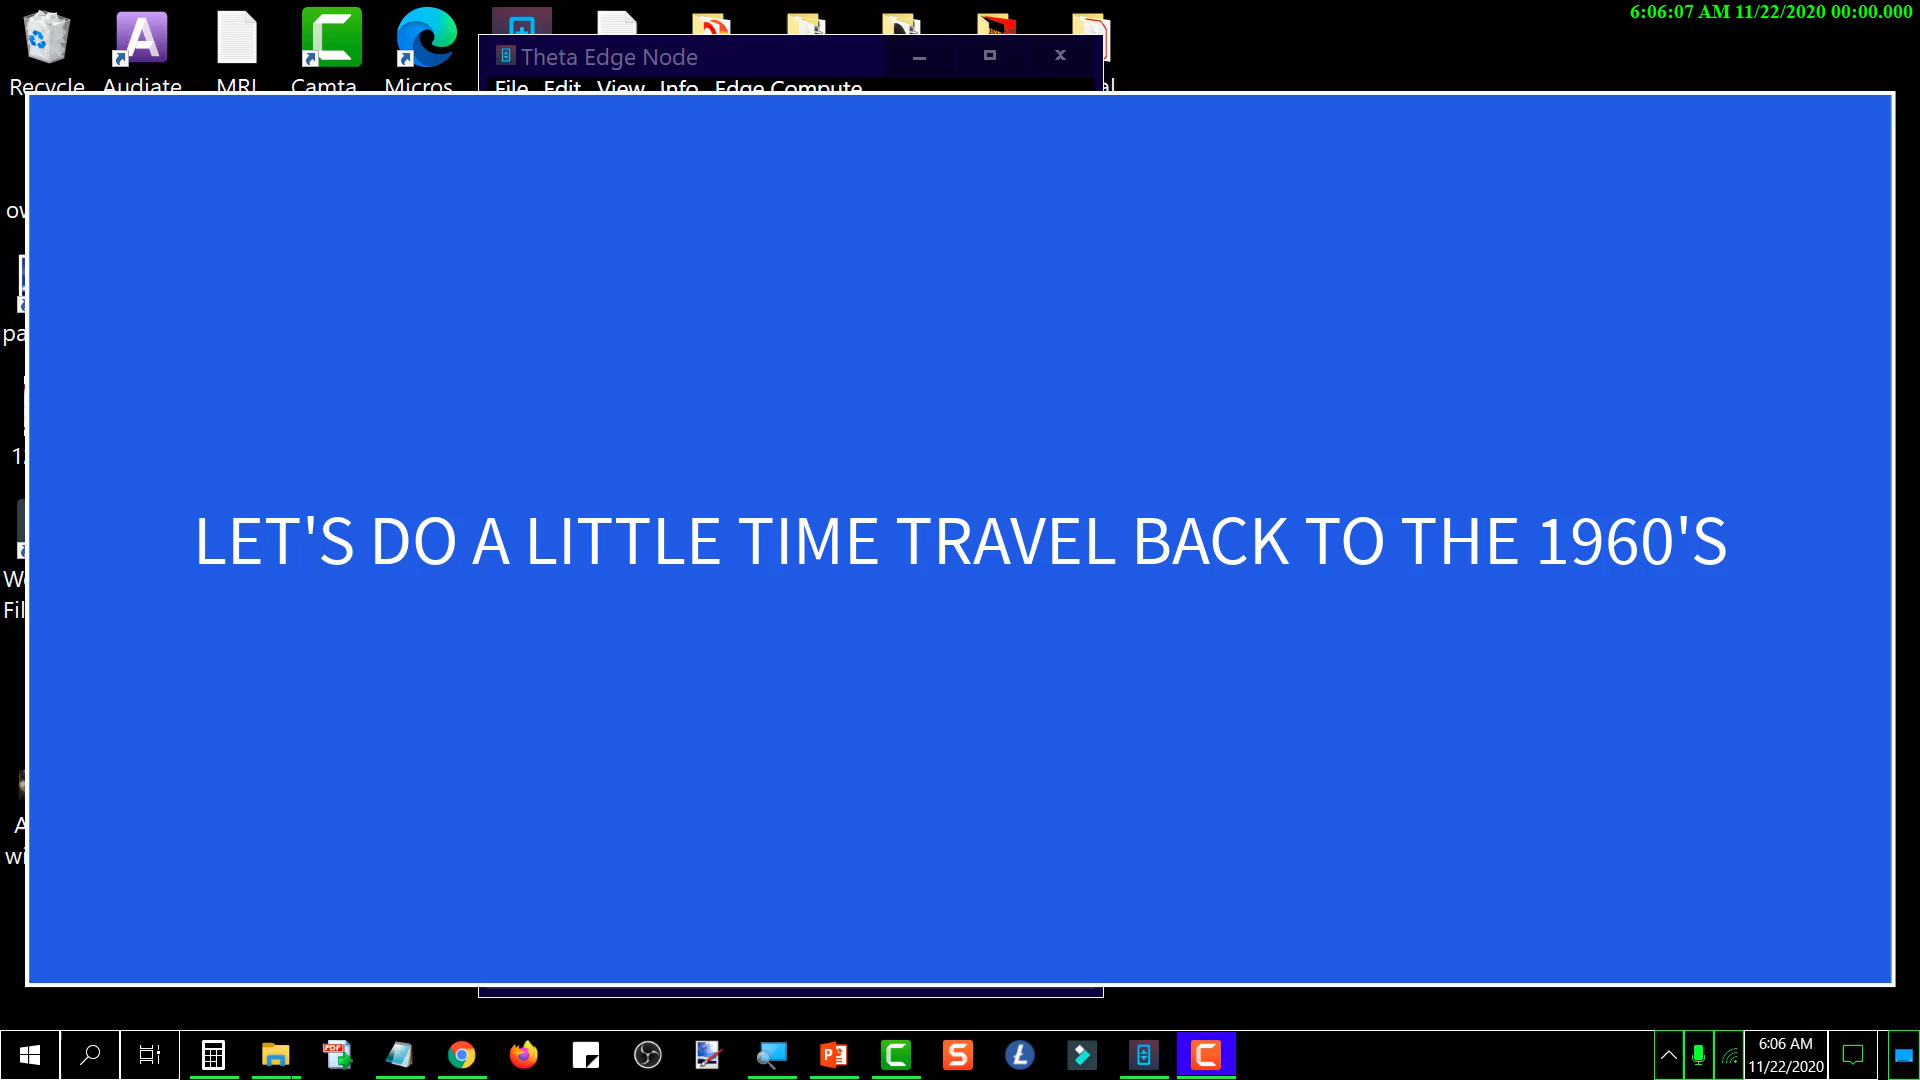 6:06:07 AM 11/22/2020 00:00.000
Theta Edge Node
Recycle Audiate MRI Camta Micros
File Edit View Info Edge Compute
LET'S DO A LITTLE TIME TRAVEL BACK TO THE 1960'S
6:06 AM
11/22/2020